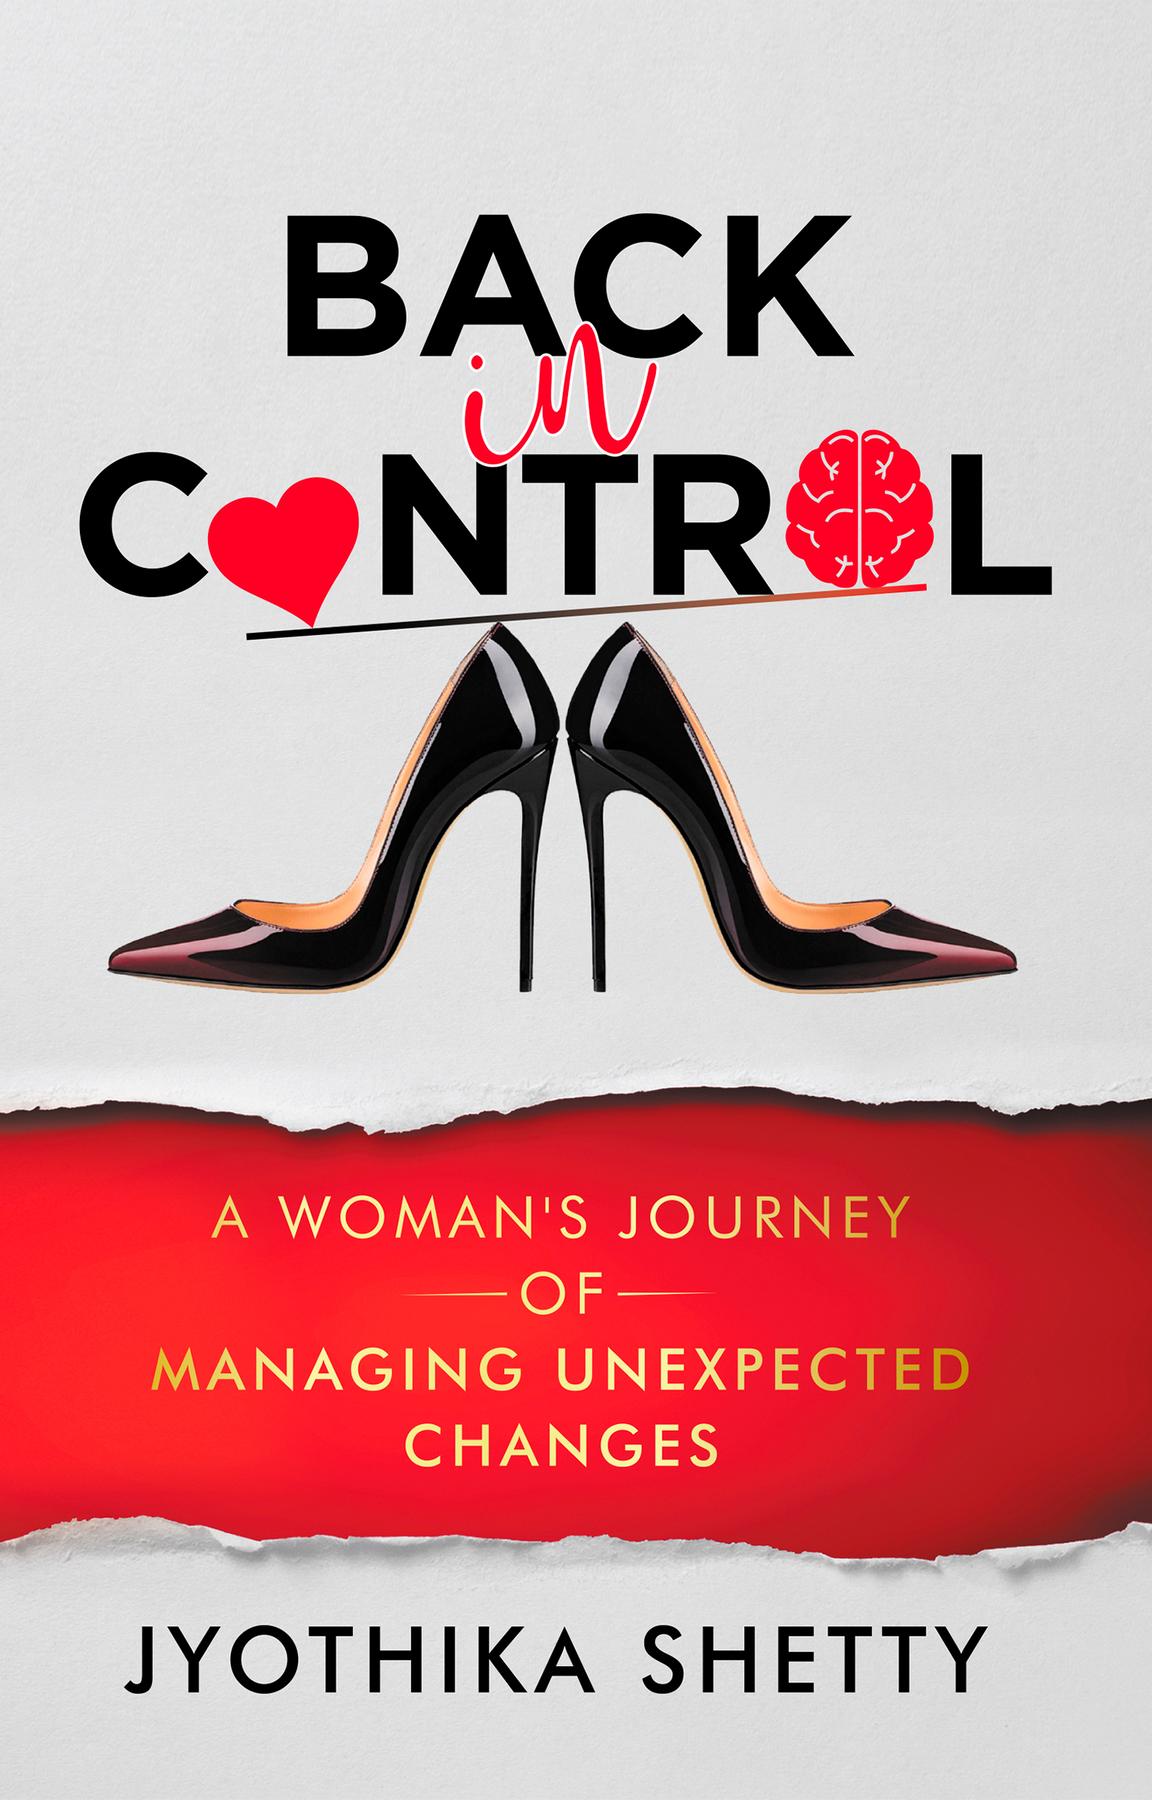 BACK
in
CONTROL
A WOMAN'S JOURNEY
OF
MANAGING UNEXPECTED
CHANGES
JYOTHIKA SHETTY